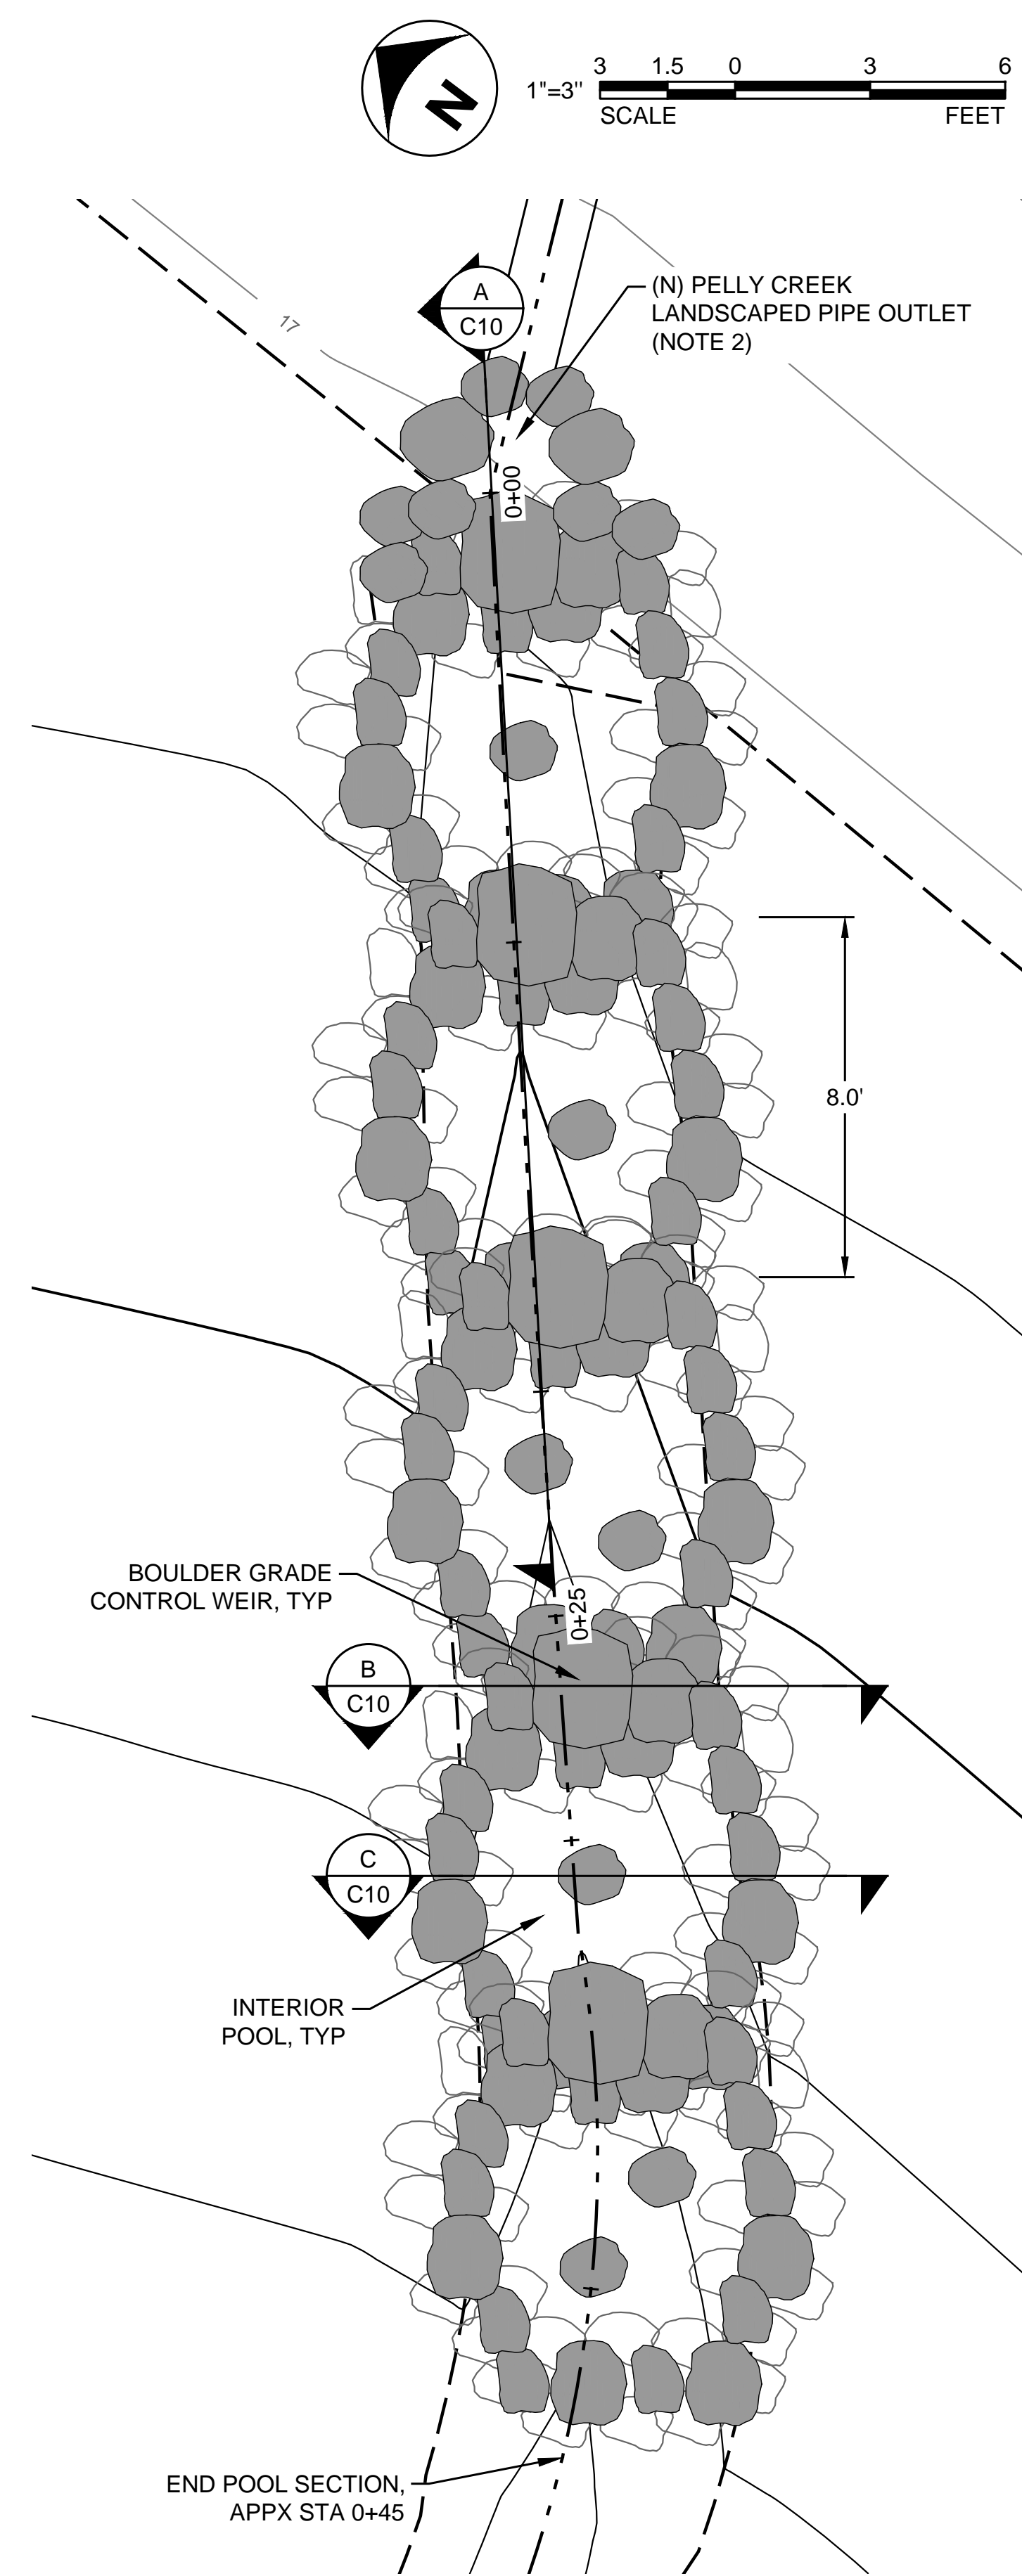 N
3 1.5 0 3 6
1"=3"
SCALE FEET
A
C10
(N) PELLY CREEK
LANDSCAPED PIPE OUTLET
(NOTE 2)
17
0+00
8.0'
BOULDER GRADE
CONTROL WEIR, TYP
0+25
B
C10
C
C10
INTERIOR
POOL, TYP
END POOL SECTION,
APPX STA 0+45